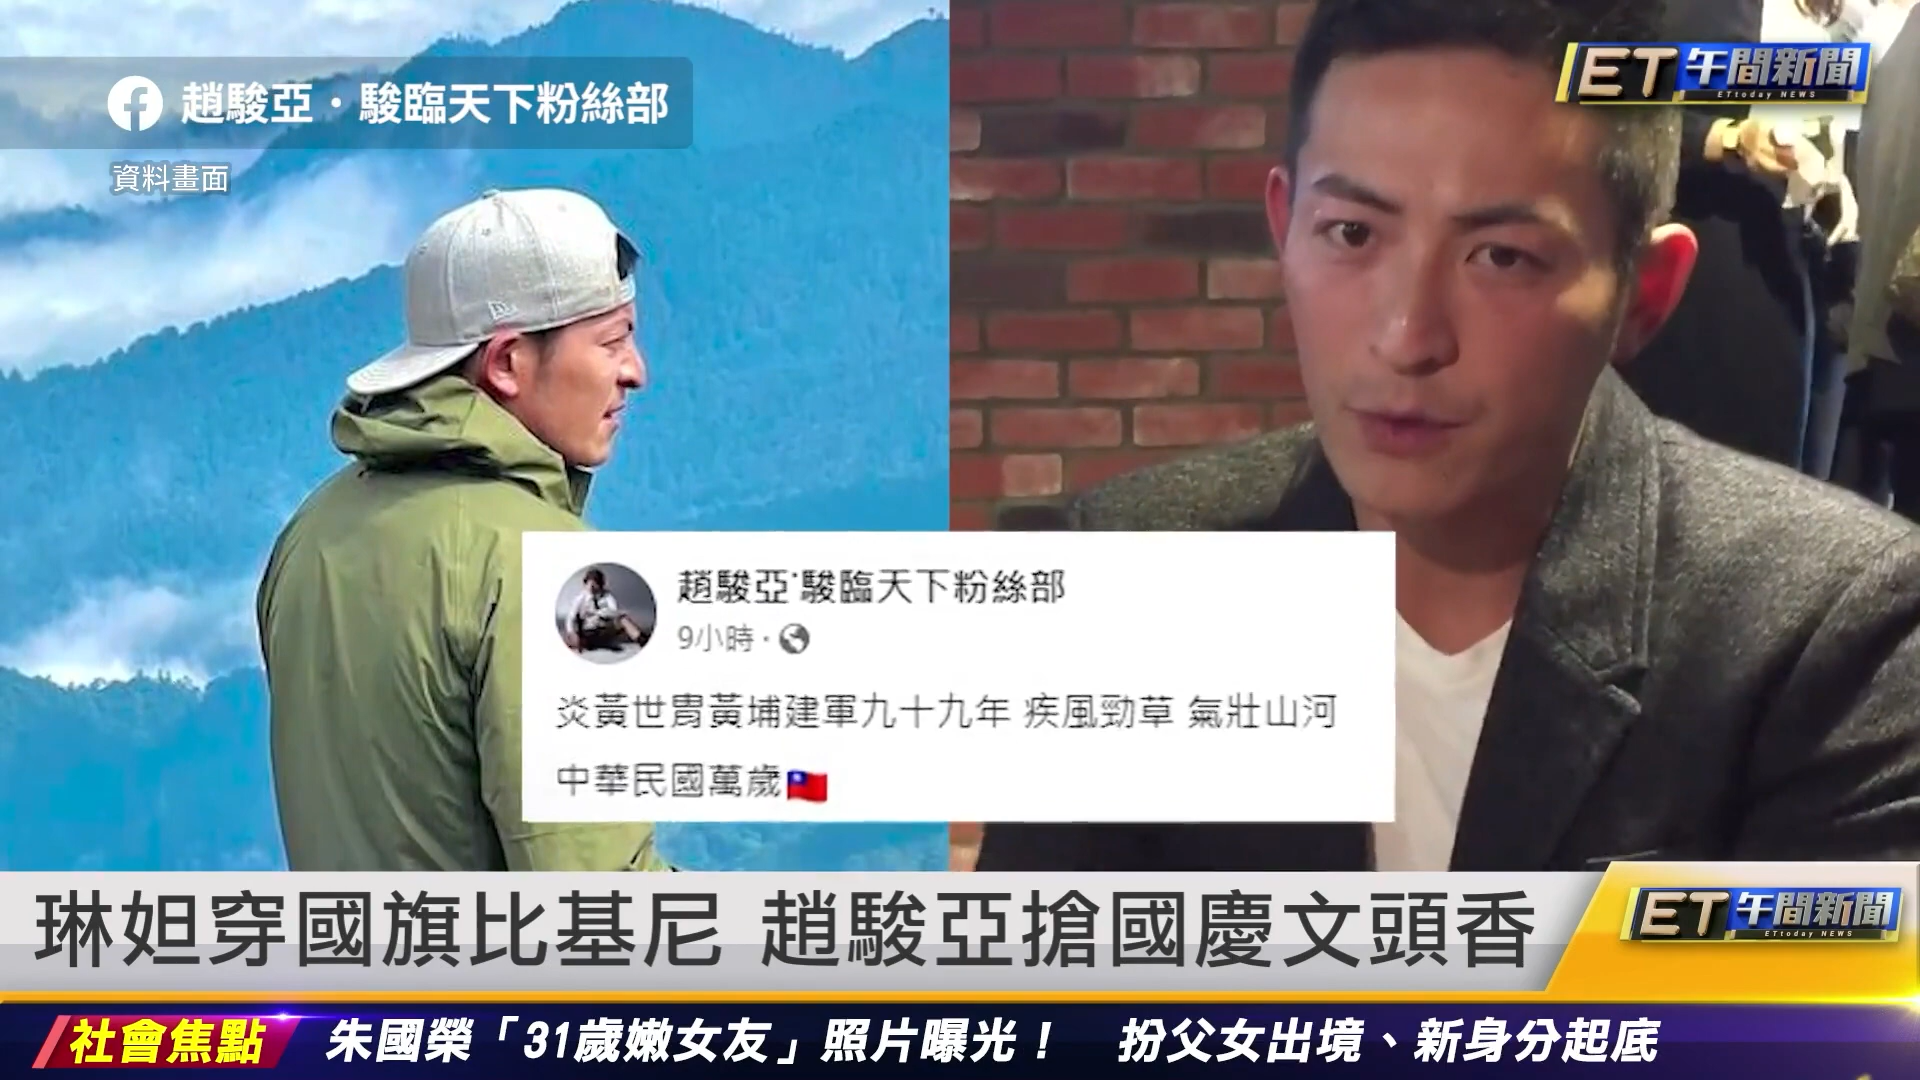 趙駿亞·駿臨天下粉絲部
資料畫面
ET午間新聞
ETtoday NEWS
趙駿亞·駿臨天下粉絲部
9小時·
炎黃世冑黃埔建軍九十九年 疾風勁草 氣壯山河
中華民國萬歲🇹🇼
琳妲穿國旗比基尼 趙駿亞搶國慶文頭香
ET午間新聞
ETtoday NEWS
社會焦點 朱國榮「31歲嫩女友」照片曝光！ 扮父女出境、新身分起底